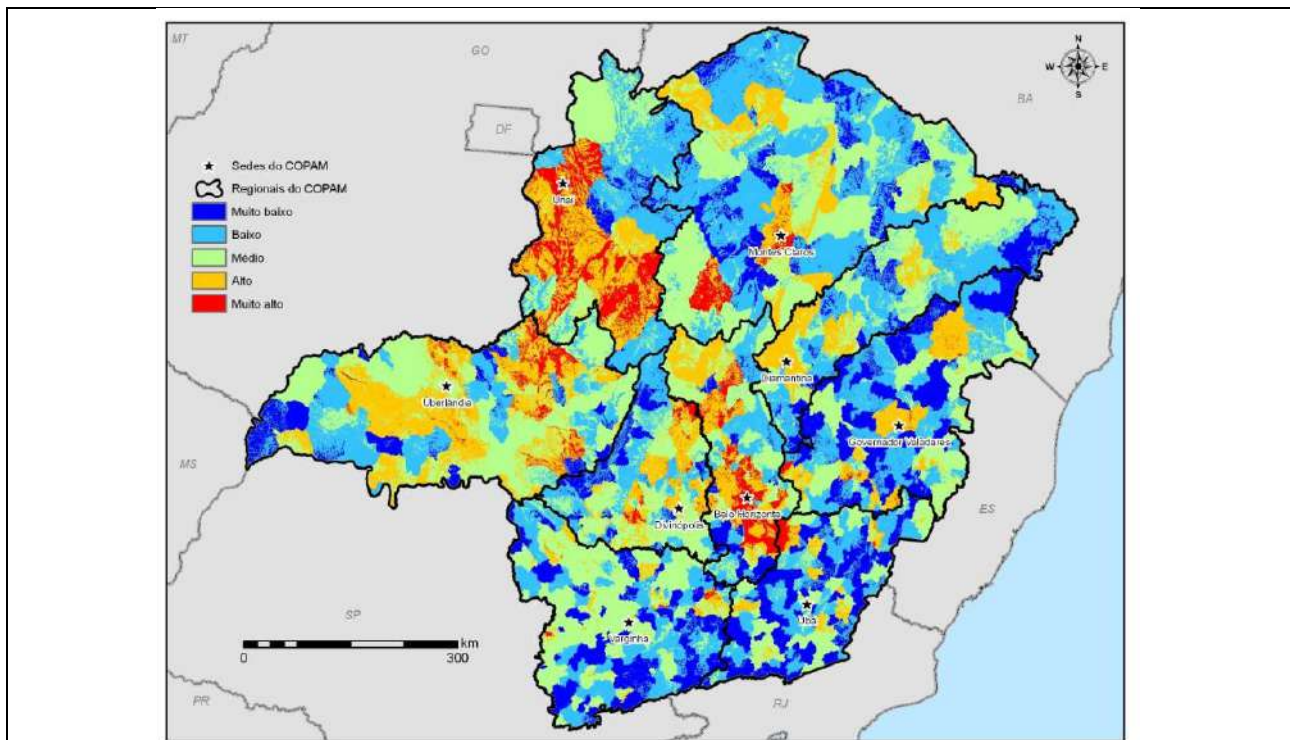 MT
GO
N
W E
S
BA
DF
Sedes do COPAM
Regionais do COPAM
Muito baixo
Baixo
Médio
Alto
Muito alto
Unaí
Montes Claros
Diamantina
Uberlândia
Governador Valadares
MS
Belo Horizonte
Divinópolis
ES
Ubá
SP
Varginha
km
0 300
PR
RJ